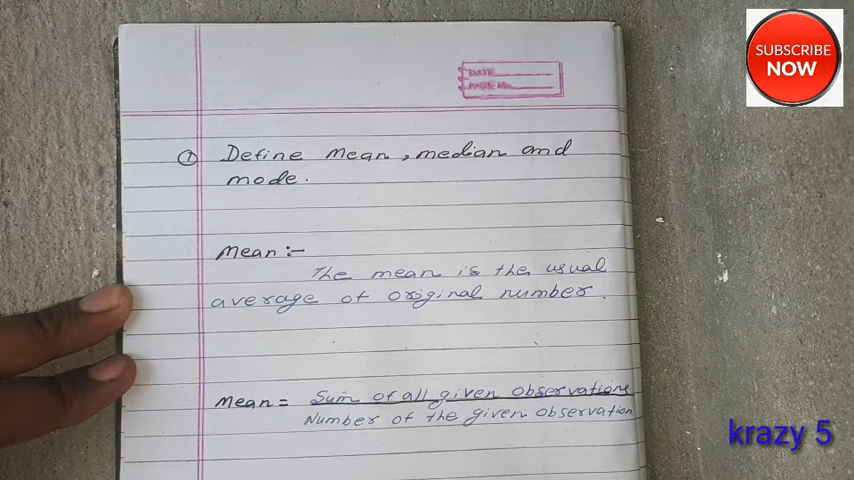 SUBSCRIBE
NOW
DATE
PAGE No.
① Define Mean, median and
mode.
Mean :-
The mean is the usual
average of original number.
Mean = Sum of all given observations
Number of the given observation
krazy 5